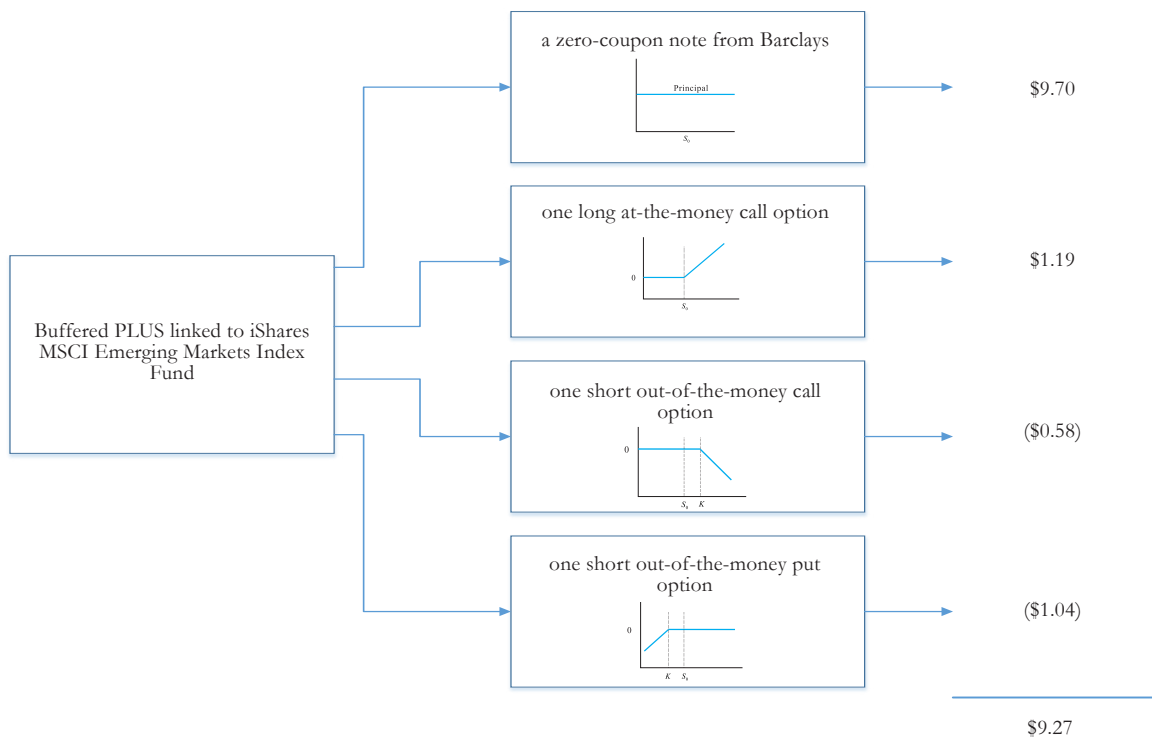 a zero-coupon note from Barclays
Principal
S₀
$9.70
one long at-the-money call option
0
S₀
$1.19
Buffered PLUS linked to iShares
MSCI Emerging Markets Index
Fund
one short out-of-the-money call
option
0
S₀ K
($0.58)
one short out-of-the-money put
option
0
K S₀
($1.04)
$9.27